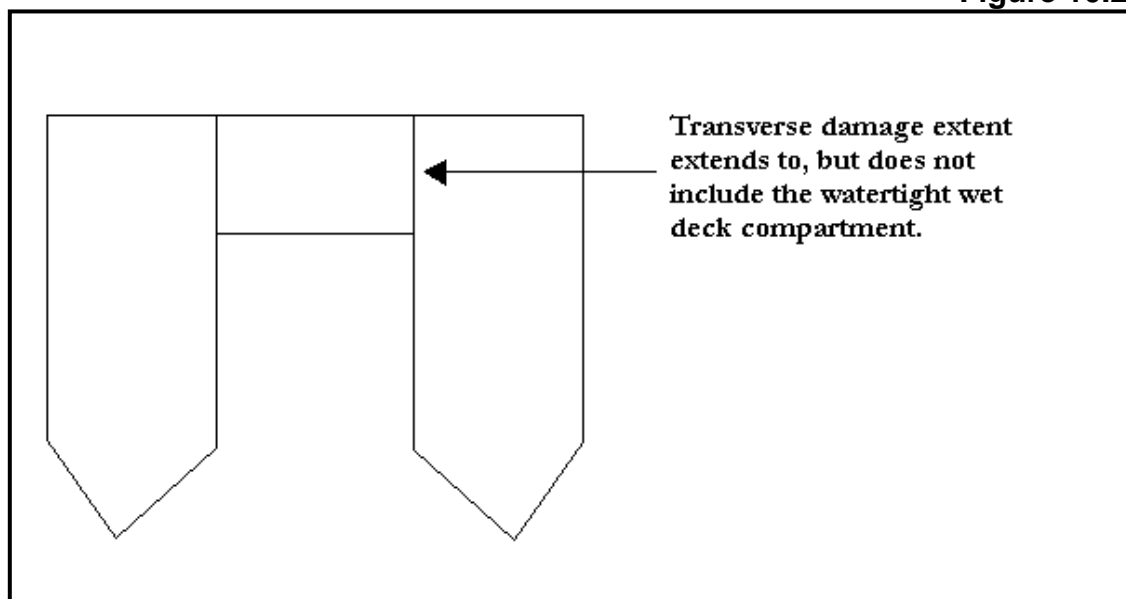 Transverse damage extent
extends to, but does not
include the watertight wet
deck compartment.